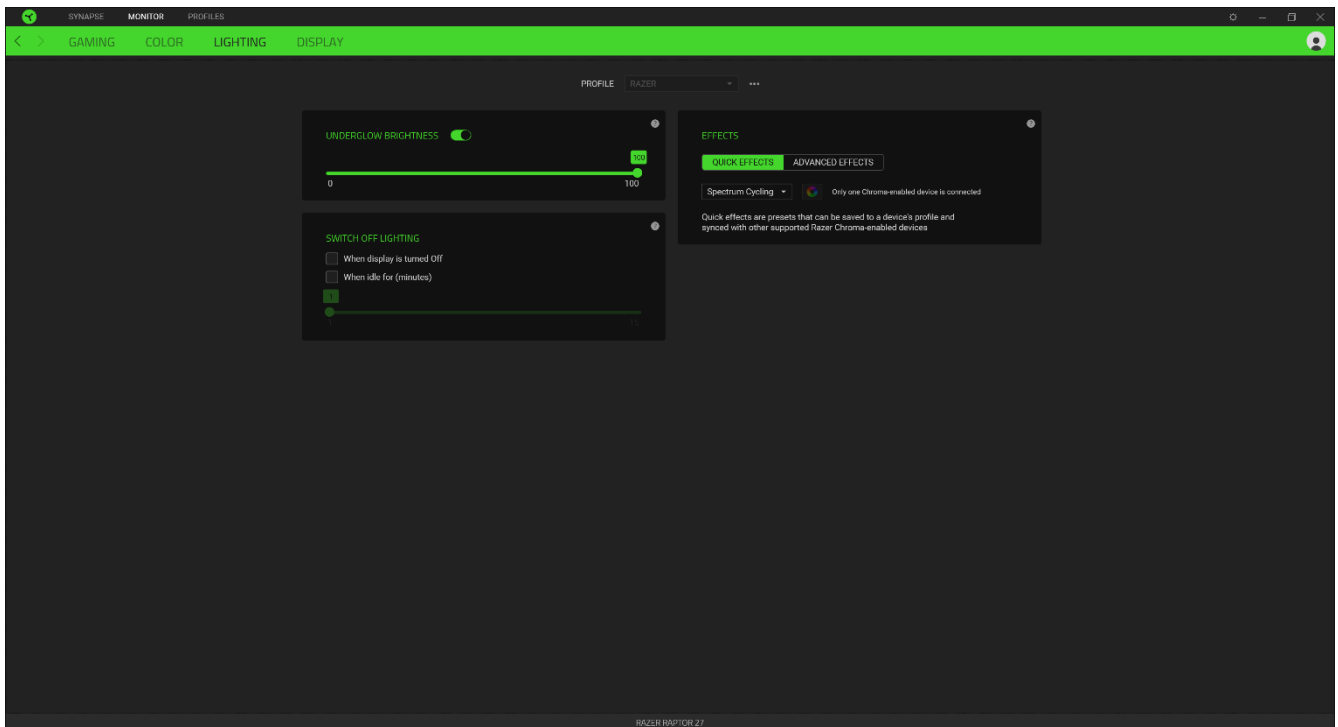 SYNAPSE MONITOR PROFILES
GAMING COLOR LIGHTING DISPLAY
PROFILE RAZER
UNDERGLOW BRIGHTNESS
100
0 100
SWITCH OFF LIGHTING
When display is turned Off
When idle for (minutes)
1
1 15
EFFECTS
QUICK EFFECTS ADVANCED EFFECTS
Spectrum Cycling Only one Chroma-enabled device is connected
Quick effects are presets that can be saved to a device's profile and
synced with other supported Razer Chroma-enabled devices
RAZER RAPTOR 27